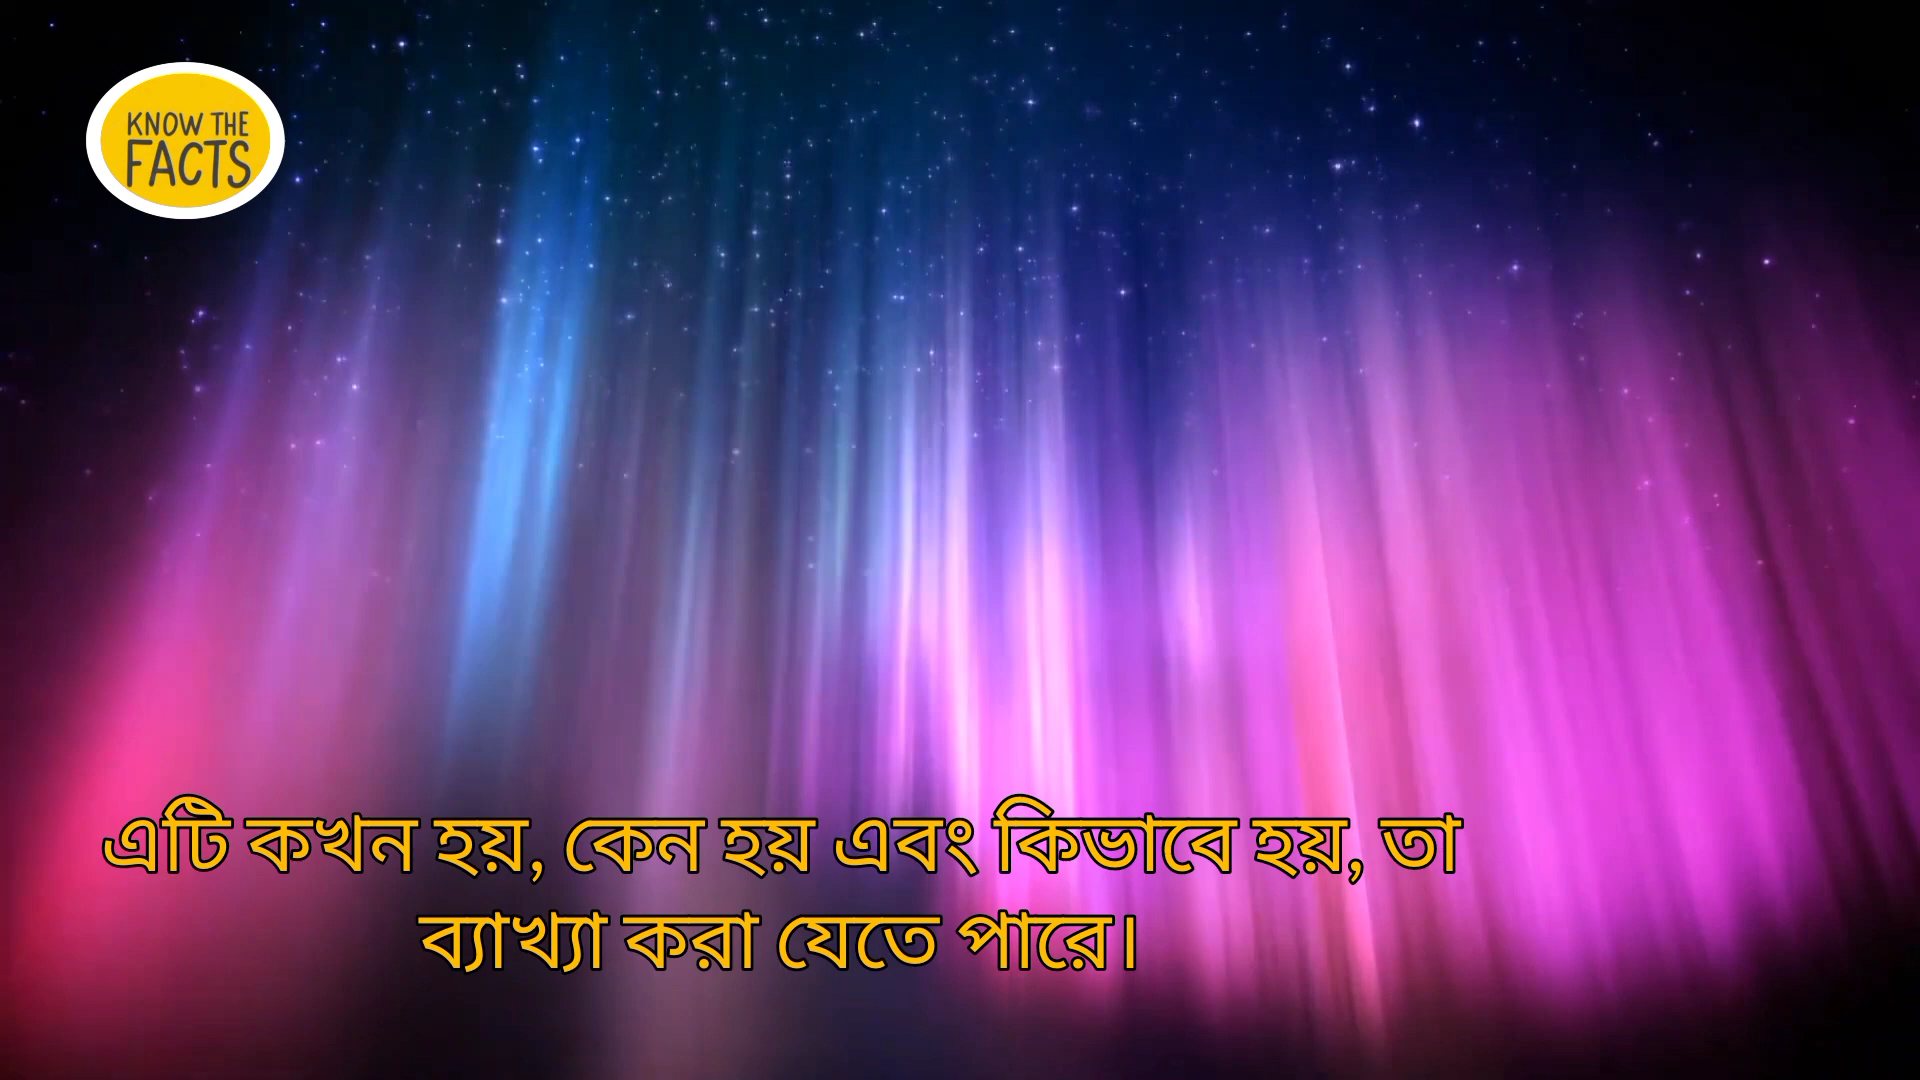 KNOW THE
FACTS
এটি কখন হয়, কেন হয় এবং কিভাবে হয়, তা
ব্যাখ্যা করা যেতে পারে।